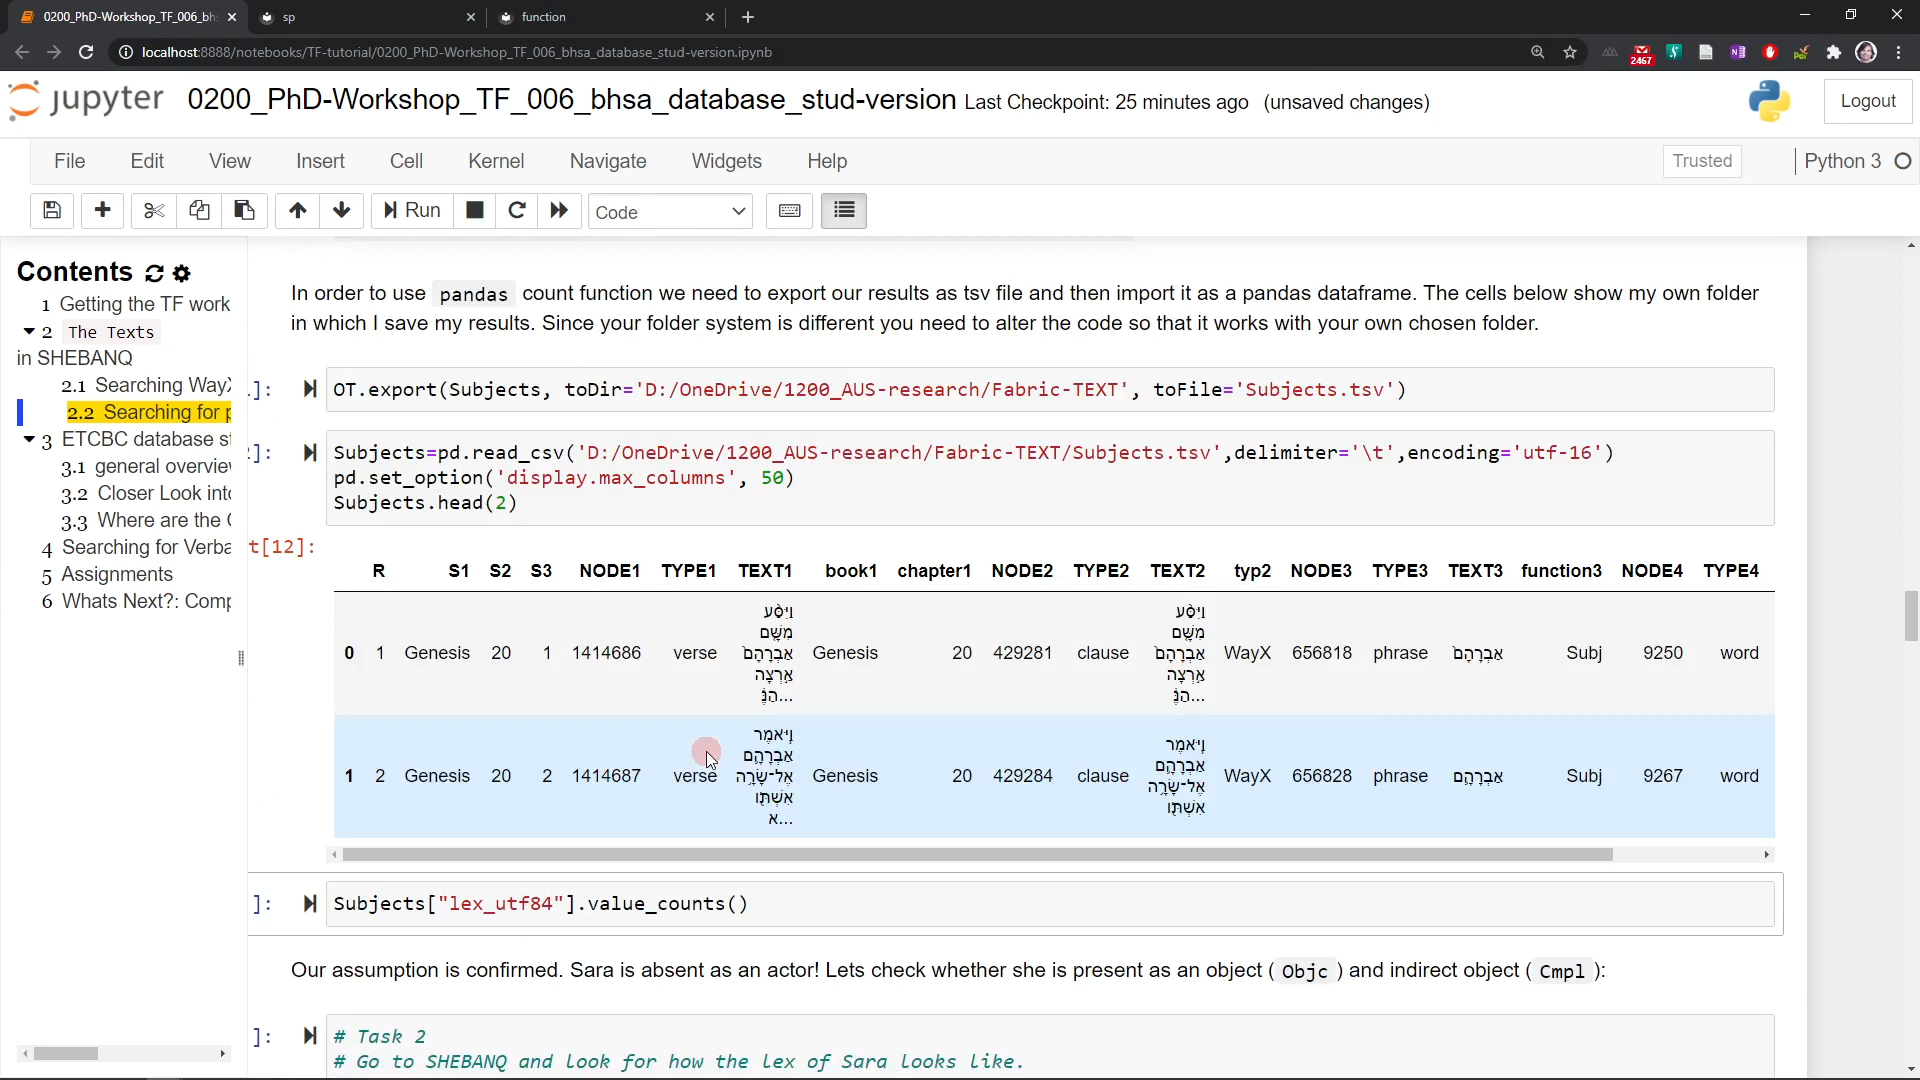 0200_PhD-Workshop_TF_006_bhs
sp
function
localhost:8888/notebooks/TF-tutorial/0200_PhD-Workshop_TF_006_bhsa_database_stud-version.ipynb
2467
jupyter 0200_PhD-Workshop_TF_006_bhsa_database_stud-version Last Checkpoint: 25 minutes ago (unsaved changes)
Logout
File Edit View Insert Cell Kernel Navigate Widgets Help
Trusted
Python 3
Run
Code
Contents
1 Getting the TF work
2 The Texts
in SHEBANQ
2.1 Searching WayX
2.2 Searching for p
3 ETCBC database st
3.1 general overview
3.2 Closer Look into
3.3 Where are the
4 Searching for Verba
5 Assignments
6 Whats Next?: Comp
In order to use pandas count function we need to export our results as tsv file and then import it as a pandas dataframe. The cells below show my own folder
in which I save my results. Since your folder system is different you need to alter the code so that it works with your own chosen folder.
]:
OT.export(Subjects, toDir='D:/OneDrive/1200_AUS-research/Fabric-TEXT', toFile='Subjects.tsv')
]:
Subjects=pd.read_csv('D:/OneDrive/1200_AUS-research/Fabric-TEXT/Subjects.tsv',delimiter='\t',encoding='utf-16')
pd.set_option('display.max_columns', 50)
Subjects.head(2)
t[12]:
R S1 S2 S3 NODE1 TYPE1 TEXT1 book1 chapter1 NODE2 TYPE2 TEXT2 typ2 NODE3 TYPE3 TEXT3 function3 NODE4 TYPE4
0 1 Genesis 20 1 1414686 verse
וַיִּסַּ֨ע
מִשָּׁ֤ם
אַבְרָהָם֙
אַ֣רְצָה
הַנֶּ֔...
Genesis 20 429281 clause
וַיִּסַּ֨ע
מִשָּׁ֤ם
אַבְרָהָם֙
אַ֣רְצָה
הַנֶּ֔...
WayX 656818 phrase אַבְרָהָם֙ Subj 9250 word
1 2 Genesis 20 2 1414687 verse
וַיֹּ֧אמֶר
אַבְרָהָ֛ם
אֶל־שָׂרָ֥ה
אִשְׁתֹּ֖ו
א...
Genesis 20 429284 clause
וַיֹּ֧אמֶר
אַבְרָהָ֛ם
אֶל־שָׂרָ֥ה
אִשְׁתֹּ֖ו
WayX 656828 phrase אַבְרָהָ֛ם Subj 9267 word
]:
Subjects["lex_utf84"].value_counts()
Our assumption is confirmed. Sara is absent as an actor! Lets check whether she is present as an object ( Objc ) and indirect object ( Cmpl ):
]:
# Task 2
# Go to SHEBANQ and look for how the lex of Sara looks like.